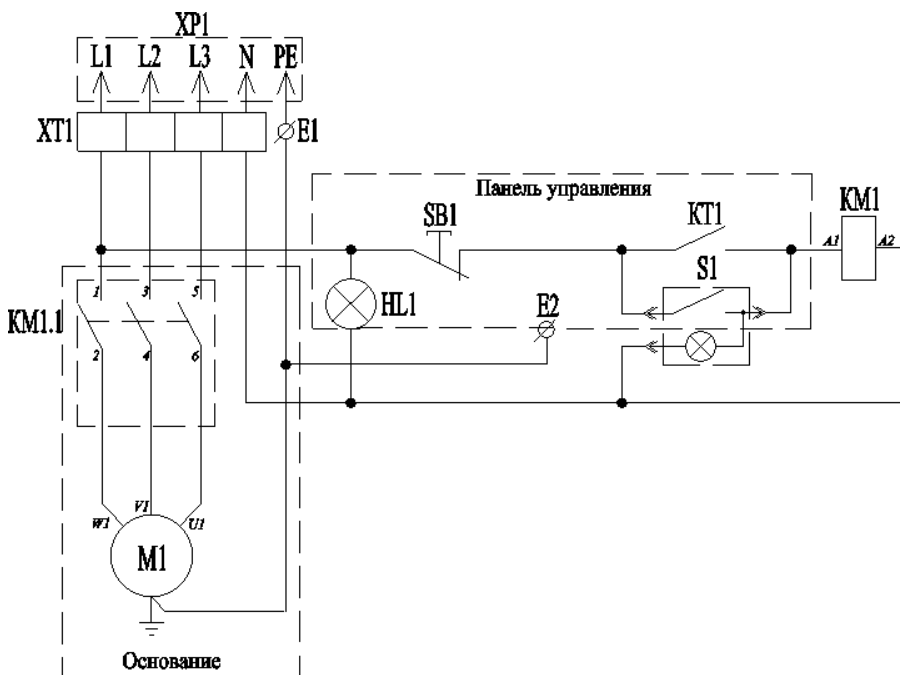 XP1
L1 L2 L3 N PE
XT1
E1
Панель управления
SB1
KT1
KM1
A1 A2
S1
HL1
E2
1 3 5
KM1.1
2 4 6
W1 V1 U1
M1
Основание